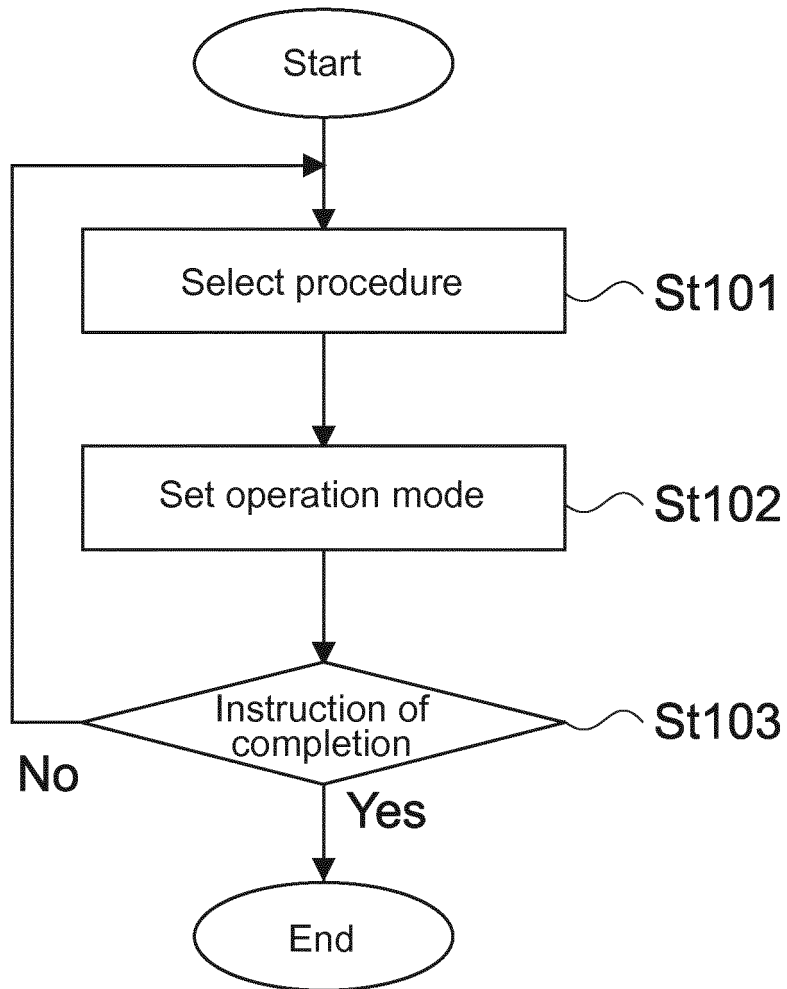 Start
Select procedure
St101
Set operation mode
St102
Instruction of
completion
St103
No
Yes
End